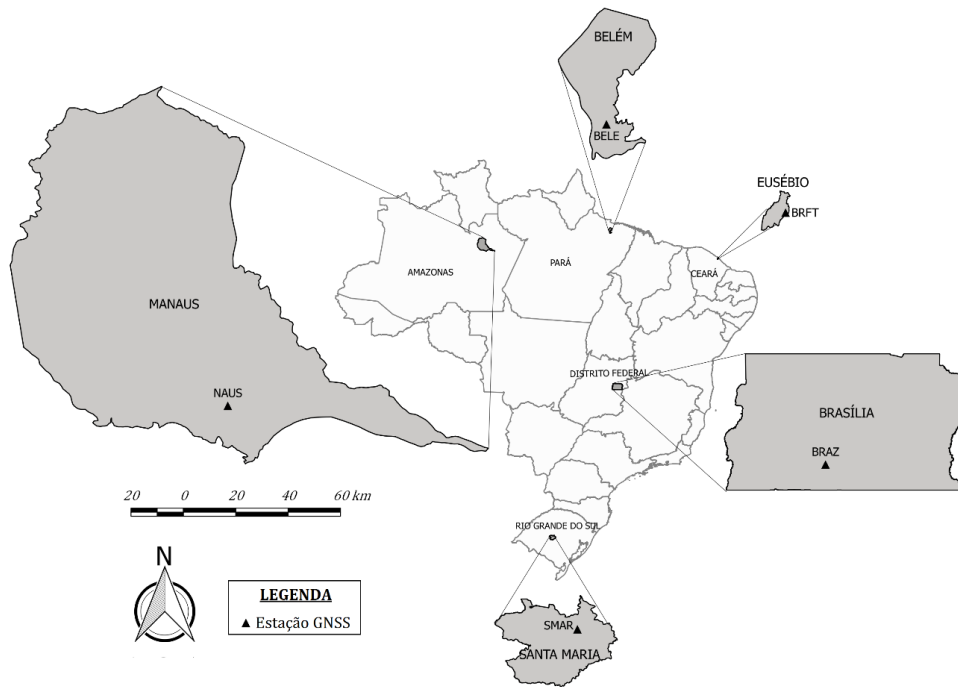 BELÉM
BELE
EUSÉBIO
BRFT
AMAZONAS
PARÁ
CEARÁ
MANAUS
NAUS
DISTRITO FEDERAL
BRASÍLIA
BRAZ
20 0 20 40 60 km
RIO GRANDE DO SUL
N
LEGENDA
▲ Estação GNSS
SMAR
SANTA MARIA